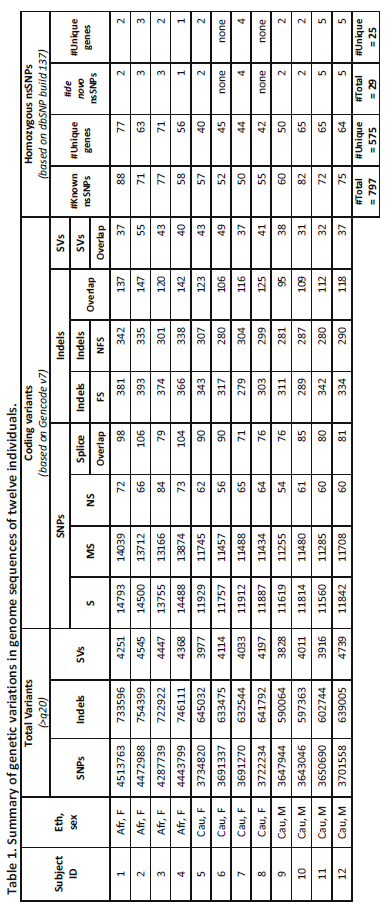 Table 1. Summary of genetic variations in genome sequences of twelve individuals.
Subject ID Eth, sex Total Variants (>q20) Coding variants (based on Gencode v7) Homozygous nsSNPs (based on dbSNP build 137)
SNPs Indels SVs
SNPs Indels SVs #Known nsSNPs #Unique genes #de novo nsSNPs #Unique genes
S MS NS Splice Overlap Indels FS Indels NFS Overlap SVs Overlap
1 Afr, F 4513763 733596 4251 14793 14039 72 98 381 342 137 37 88 77 2 2
2 Afr, F 4472988 754399 4545 14500 13712 66 106 393 335 147 55 71 63 3 3
3 Afr, F 4287739 722922 4447 13755 13166 84 79 374 301 120 43 77 71 3 2
4 Afr, F 4443799 746111 4368 14488 13874 73 104 366 338 142 40 58 56 1 1
5 Cau, F 3734820 645032 3977 11929 11745 62 90 343 307 123 43 57 40 2 2
6 Cau, F 3691337 633475 4114 11757 11457 56 90 317 280 106 49 52 45 none none
7 Cau, F 3691270 632544 4033 11912 11488 65 71 279 304 116 37 50 44 4 4
8 Cau, F 3722234 641792 4197 11887 11434 64 76 303 299 125 41 55 42 none none
9 Cau, M 3647944 590064 3828 11619 11255 54 76 311 281 95 38 60 50 2 2
10 Cau, M 3643046 597363 4011 11814 11480 61 85 289 287 109 31 82 65 2 2
11 Cau, M 3650690 602744 3916 11560 11285 60 80 342 280 112 32 72 65 5 5
12 Cau, M 3701558 639005 4739 11842 11708 60 81 334 290 118 37 75 64 5 5
#Total = 797 #Unique = 575 #Total = 29 #Unique = 25